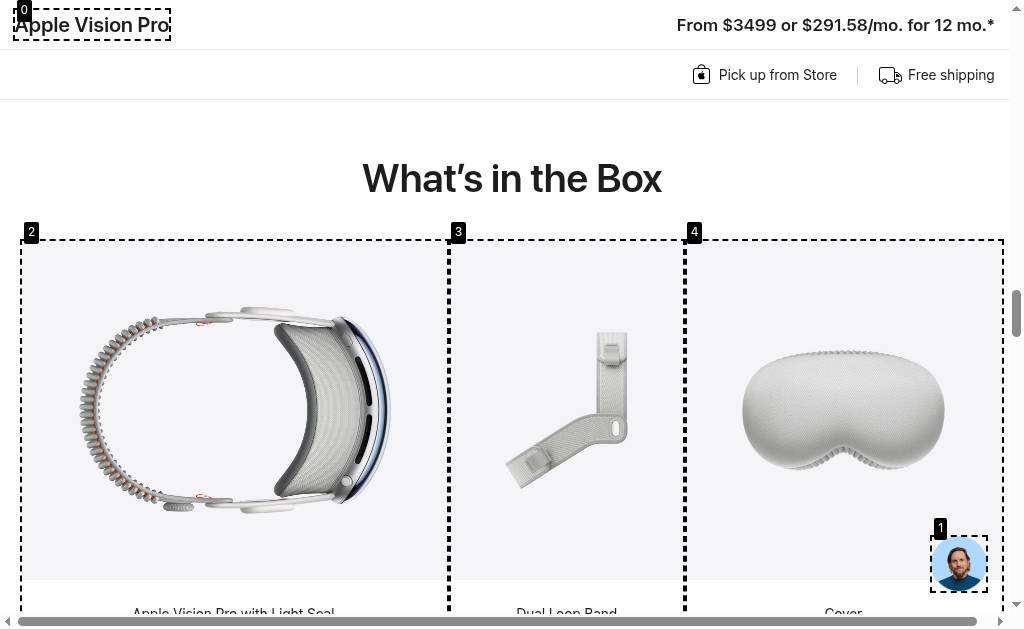 0
Apple Vision Pro
From $3499 or $291.58/mo. for 12 mo.*
Pick up from Store
Free shipping
What’s in the Box
2
3
4
1
Apple Vision Pro with Light Seal
Dual Loop Band
Cover